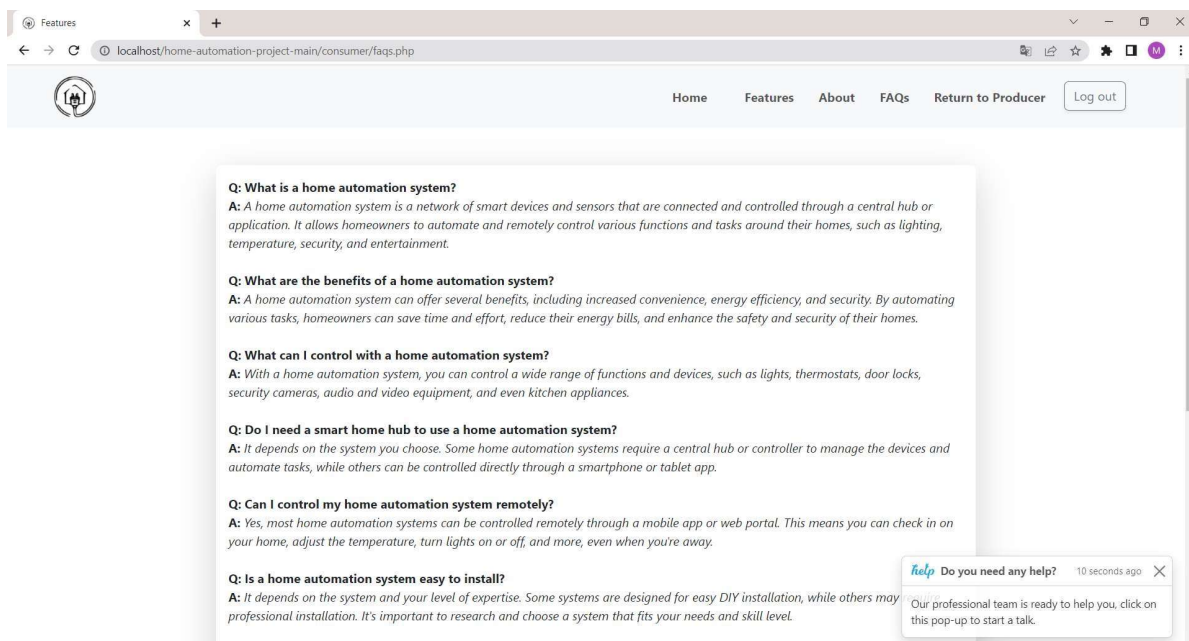 Features
localhost/home-automation-project-main/consumer/faqs.php
M
Home Features About FAQs Return to Producer Log out
Q: What is a home automation system?
A: A home automation system is a network of smart devices and sensors that are connected and controlled through a central hub or
application. It allows homeowners to automate and remotely control various functions and tasks around their homes, such as lighting,
temperature, security, and entertainment.
Q: What are the benefits of a home automation system?
A: A home automation system can offer several benefits, including increased convenience, energy efficiency, and security. By automating
various tasks, homeowners can save time and effort, reduce their energy bills, and enhance the safety and security of their homes.
Q: What can I control with a home automation system?
A: With a home automation system, you can control a wide range of functions and devices, such as lights, thermostats, door locks,
security cameras, audio and video equipment, and even kitchen appliances.
Q: Do I need a smart home hub to use a home automation system?
A: It depends on the system you choose. Some home automation systems require a central hub or controller to manage the devices and
automate tasks, while others can be controlled directly through a smartphone or tablet app.
Q: Can I control my home automation system remotely?
A: Yes, most home automation systems can be controlled remotely through a mobile app or web portal. This means you can check in on
your home, adjust the temperature, turn lights on or off, and more, even when you're away.
Q: Is a home automation system easy to install?
A: It depends on the system and your level of expertise. Some systems are designed for easy DIY installation, while others may require
professional installation. It's important to research and choose a system that fits your needs and skill level.
help Do you need any help? 10 seconds ago
Our professional team is ready to help you, click on
this pop-up to start a talk.